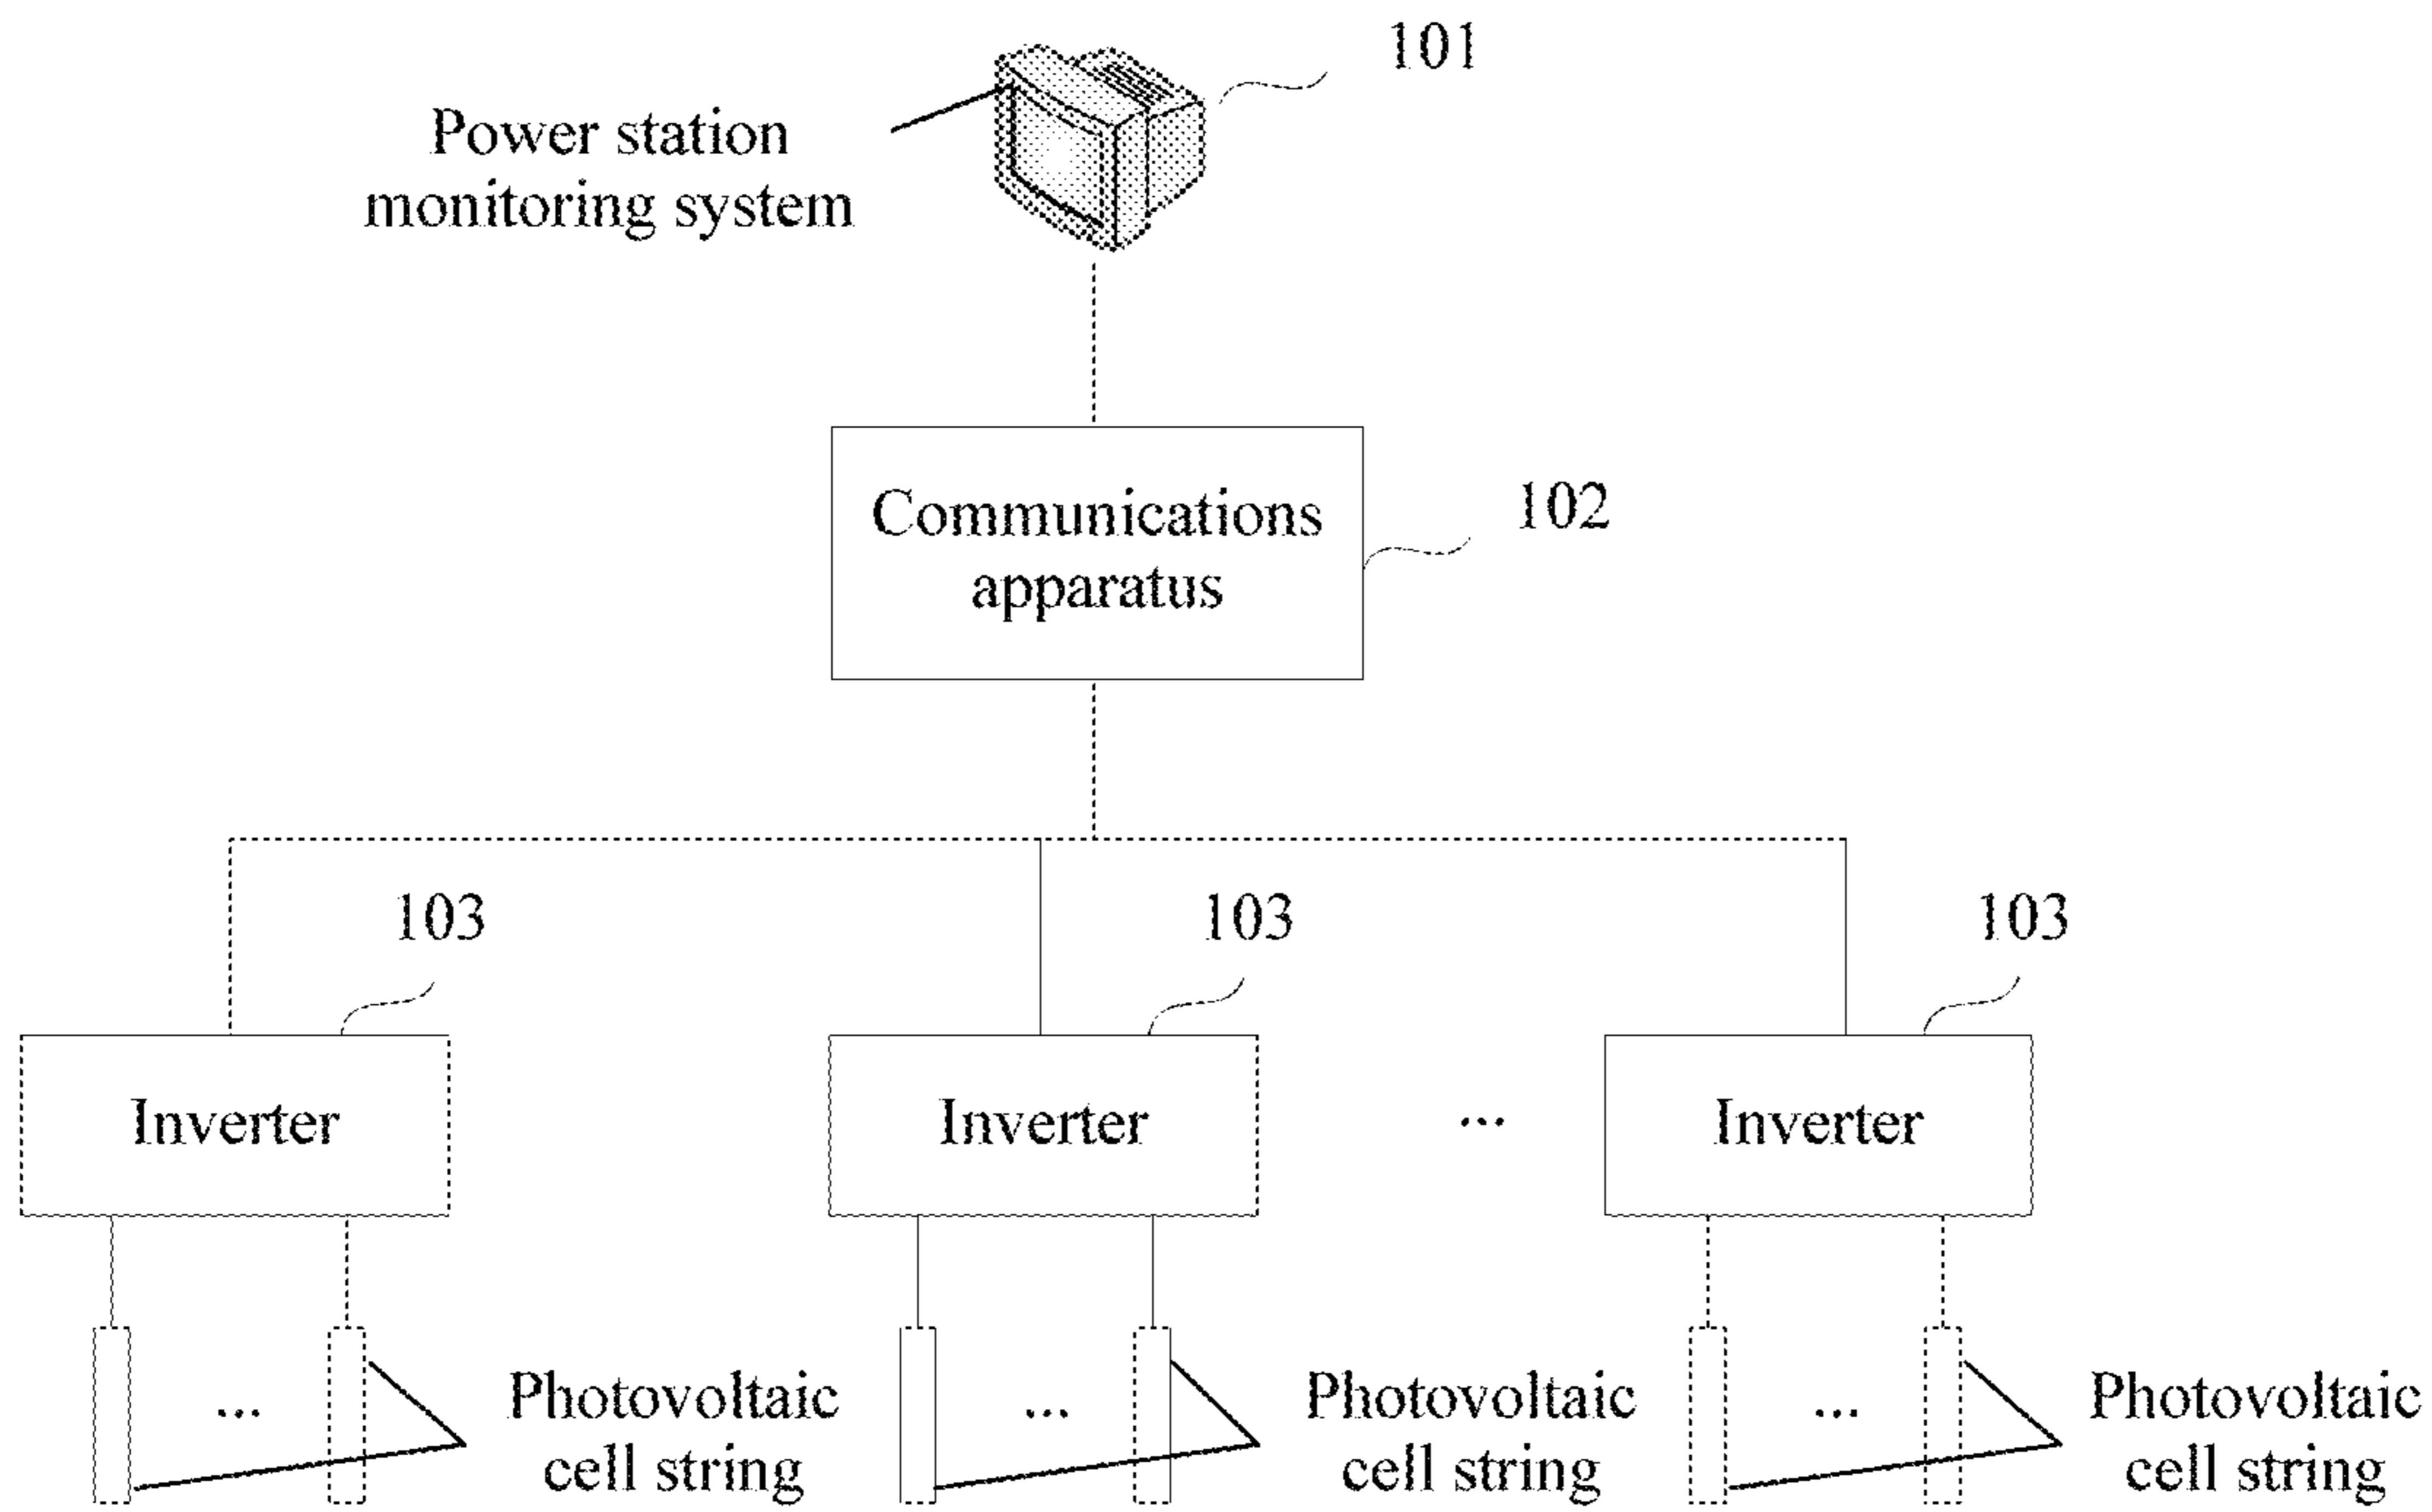 101
Power station
monitoring system
Communications
apparatus
102
103
103
103
Inverter
Inverter
...
Inverter
...
Photovoltaic
cell string
...
Photovoltaic
cell string
...
Photovoltaic
cell string